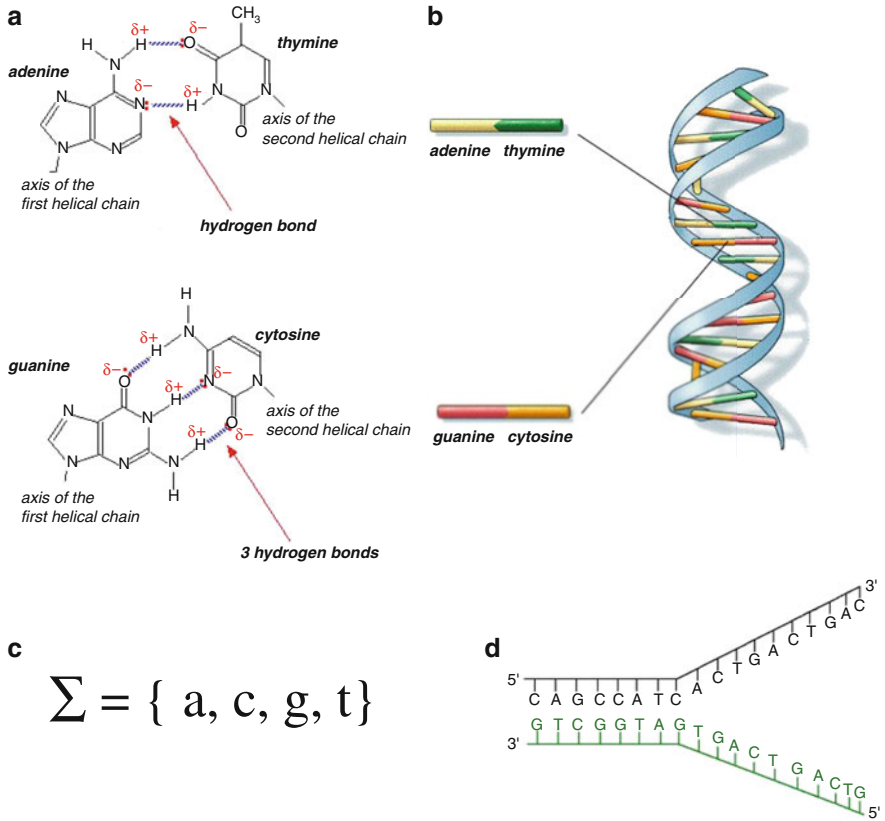 a
CH3
δ+
δ−
H
H
O
thymine
adenine
N
δ−
δ+
N
N
N
H
N
O
axis of the
second helical chain
N
N
axis of the
first helical chain
hydrogen bond
H
N
cytosine
δ+
H
guanine
δ−
O
δ+
N
δ−
N
H
N
N
axis of the
second helical chain
δ+
O
δ−
H
N
N
N
H
axis of the
first helical chain
3 hydrogen bonds
b
adenine thymine
guanine cytosine
c
Σ = { a, c, g, t}
d
5' C A G C C A T C A C T G A C T G A C 3'
3' G T C G G T A G T G A C T G A C T G 5'